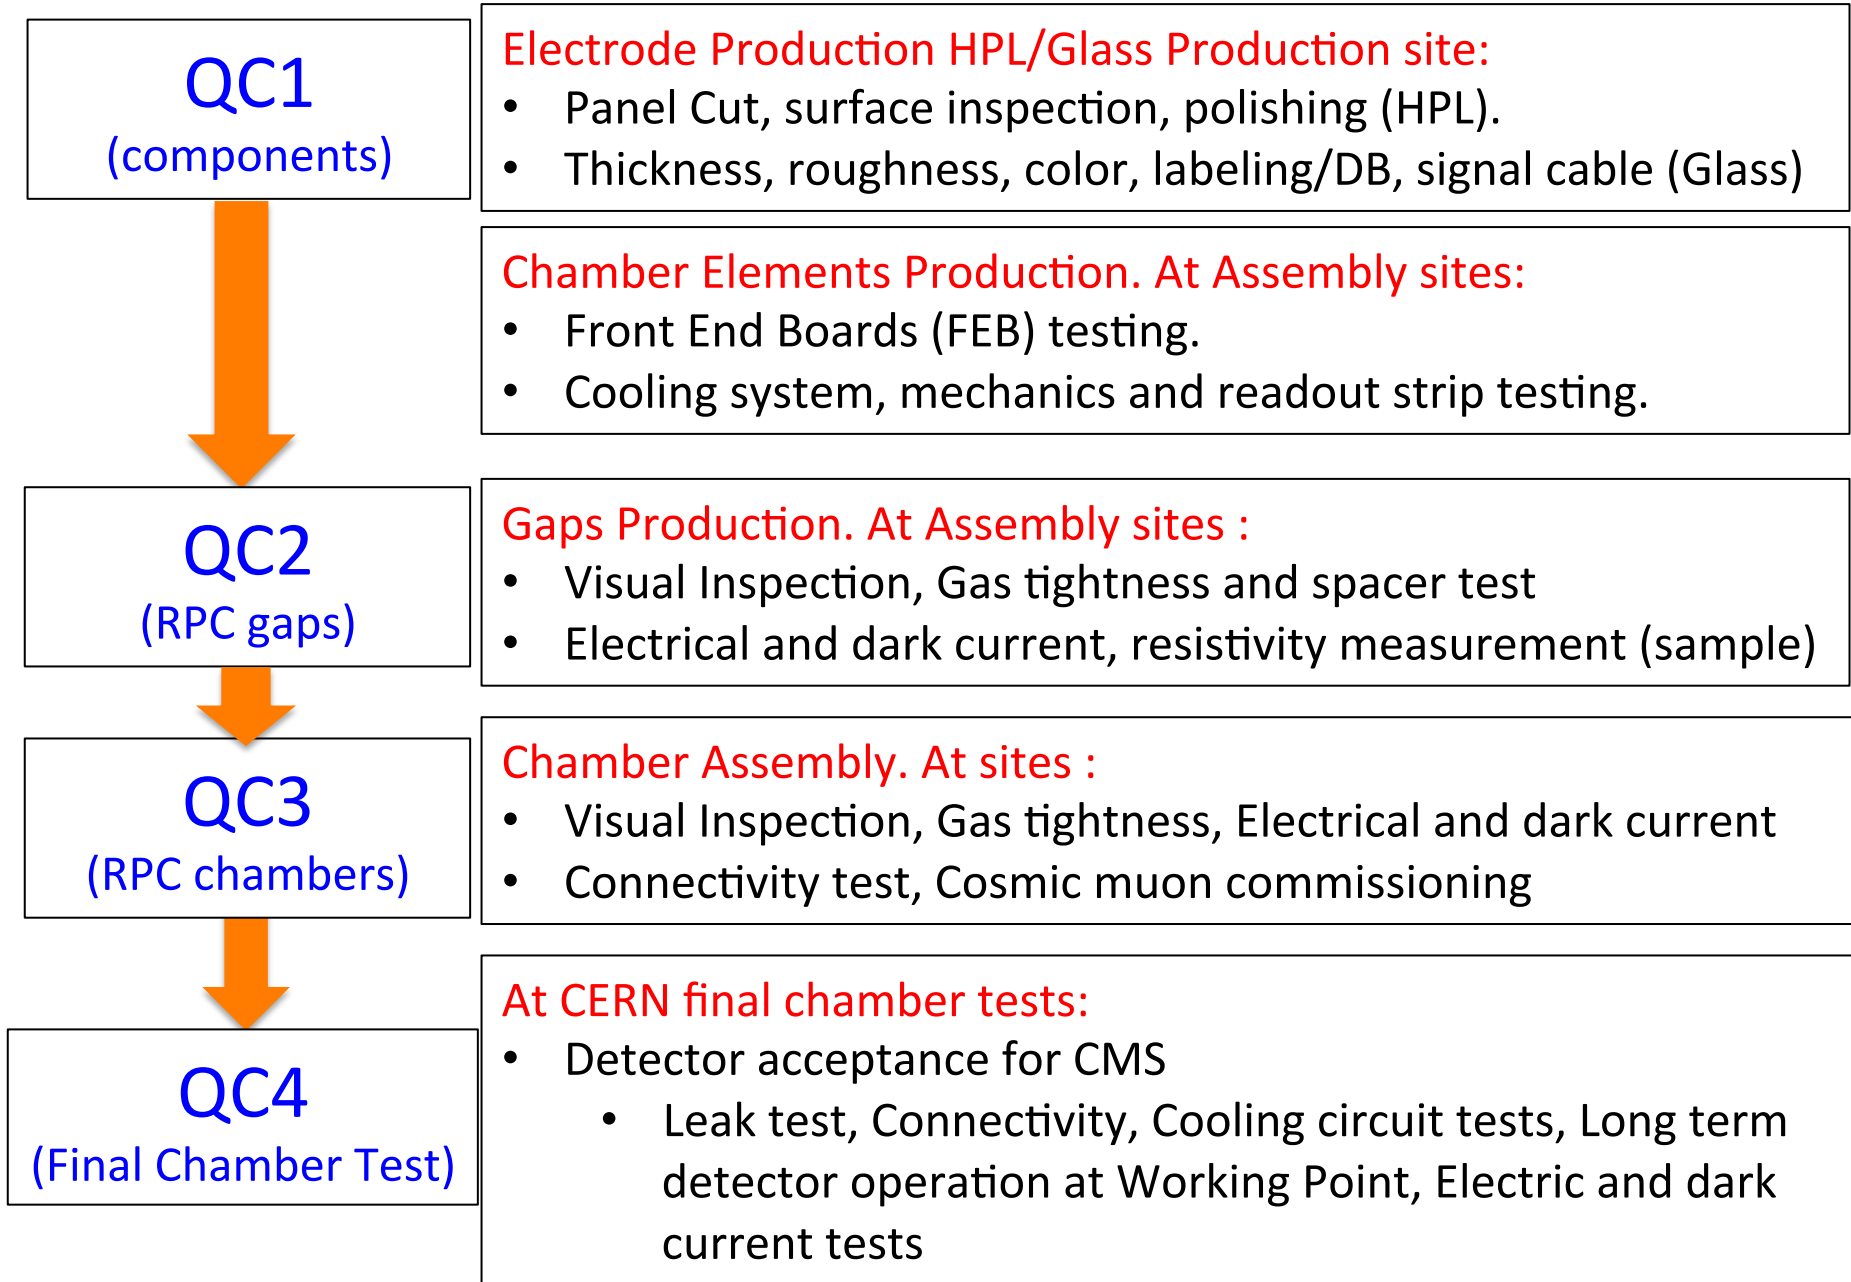 QC1
(components)
Electrode Production HPL/Glass Production site:
• Panel Cut, surface inspection, polishing (HPL).
• Thickness, roughness, color, labeling/DB, signal cable (Glass)
Chamber Elements Production. At Assembly sites:
• Front End Boards (FEB) testing.
• Cooling system, mechanics and readout strip testing.
QC2
(RPC gaps)
Gaps Production. At Assembly sites :
• Visual Inspection, Gas tightness and spacer test
• Electrical and dark current, resistivity measurement (sample)
QC3
(RPC chambers)
Chamber Assembly. At sites :
• Visual Inspection, Gas tightness, Electrical and dark current
• Connectivity test, Cosmic muon commissioning
QC4
(Final Chamber Test)
At CERN final chamber tests:
• Detector acceptance for CMS
• Leak test, Connectivity, Cooling circuit tests, Long term
detector operation at Working Point, Electric and dark
current tests